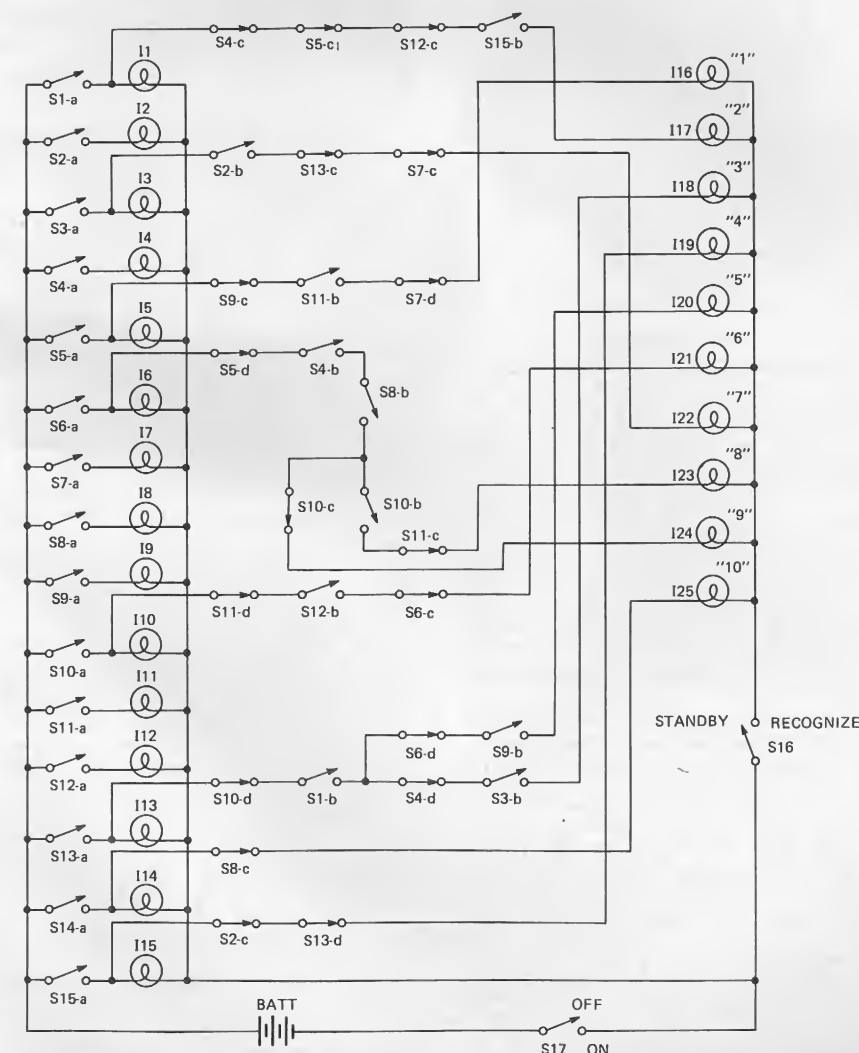 S4-c S5-c S12-c S15-b
I1
S1-a
I16 "1"
I2
S2-a
I17 "2"
S2-b S13-c S7-c
I3
S3-a
I18 "3"
I4
S4-a
I19 "4"
S9-c S11-b S7-d
I5
S5-a
I20 "5"
S5-d S4-b
I6
S6-a
S8-b
I21 "6"
I7
S7-a
I22 "7"
I8
S8-a
S10-c S10-b
S11-c
I23 "8"
I9
S9-a
I24 "9"
S11-d S12-b S6-c
I10
S10-a
I25 "10"
I11
S11-a
STANDBY RECOGNIZE
S16
S6-d S9-b
I12
S12-a
S10-d S1-b S4-d S3-b
I13
S13-a
S8-c
I14
S14-a
S2-c S13-d
I15
S15-a
BATT OFF
S17 ON